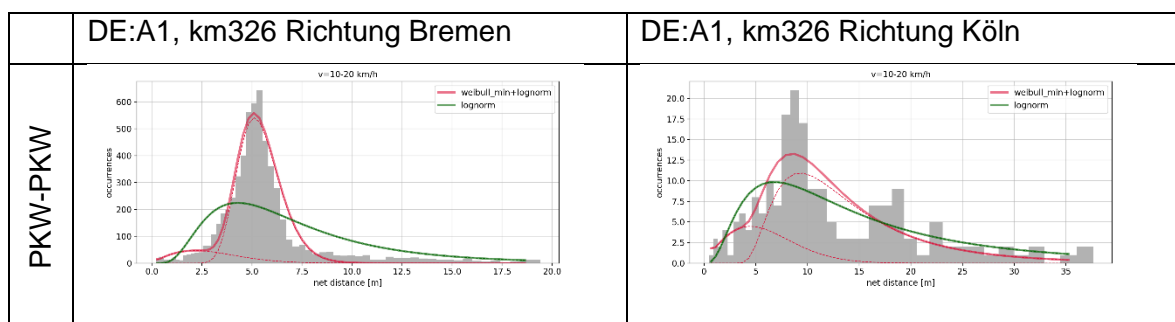 DE:A1, km326 Richtung Bremen
DE:A1, km326 Richtung Köln
PKW-PKW
v=10-20 km/h
weibull_min+lognorm
lognorm
occurrences
600
500
400
300
200
100
0
0.0 2.5 5.0 7.5 10.0 12.5 15.0 17.5 20.0
net distance [m]
v=10-20 km/h
weibull_min+lognorm
lognorm
occurrences
20.0
17.5
15.0
12.5
10.0
7.5
5.0
2.5
0.0
0 5 10 15 20 25 30 35
net distance [m]